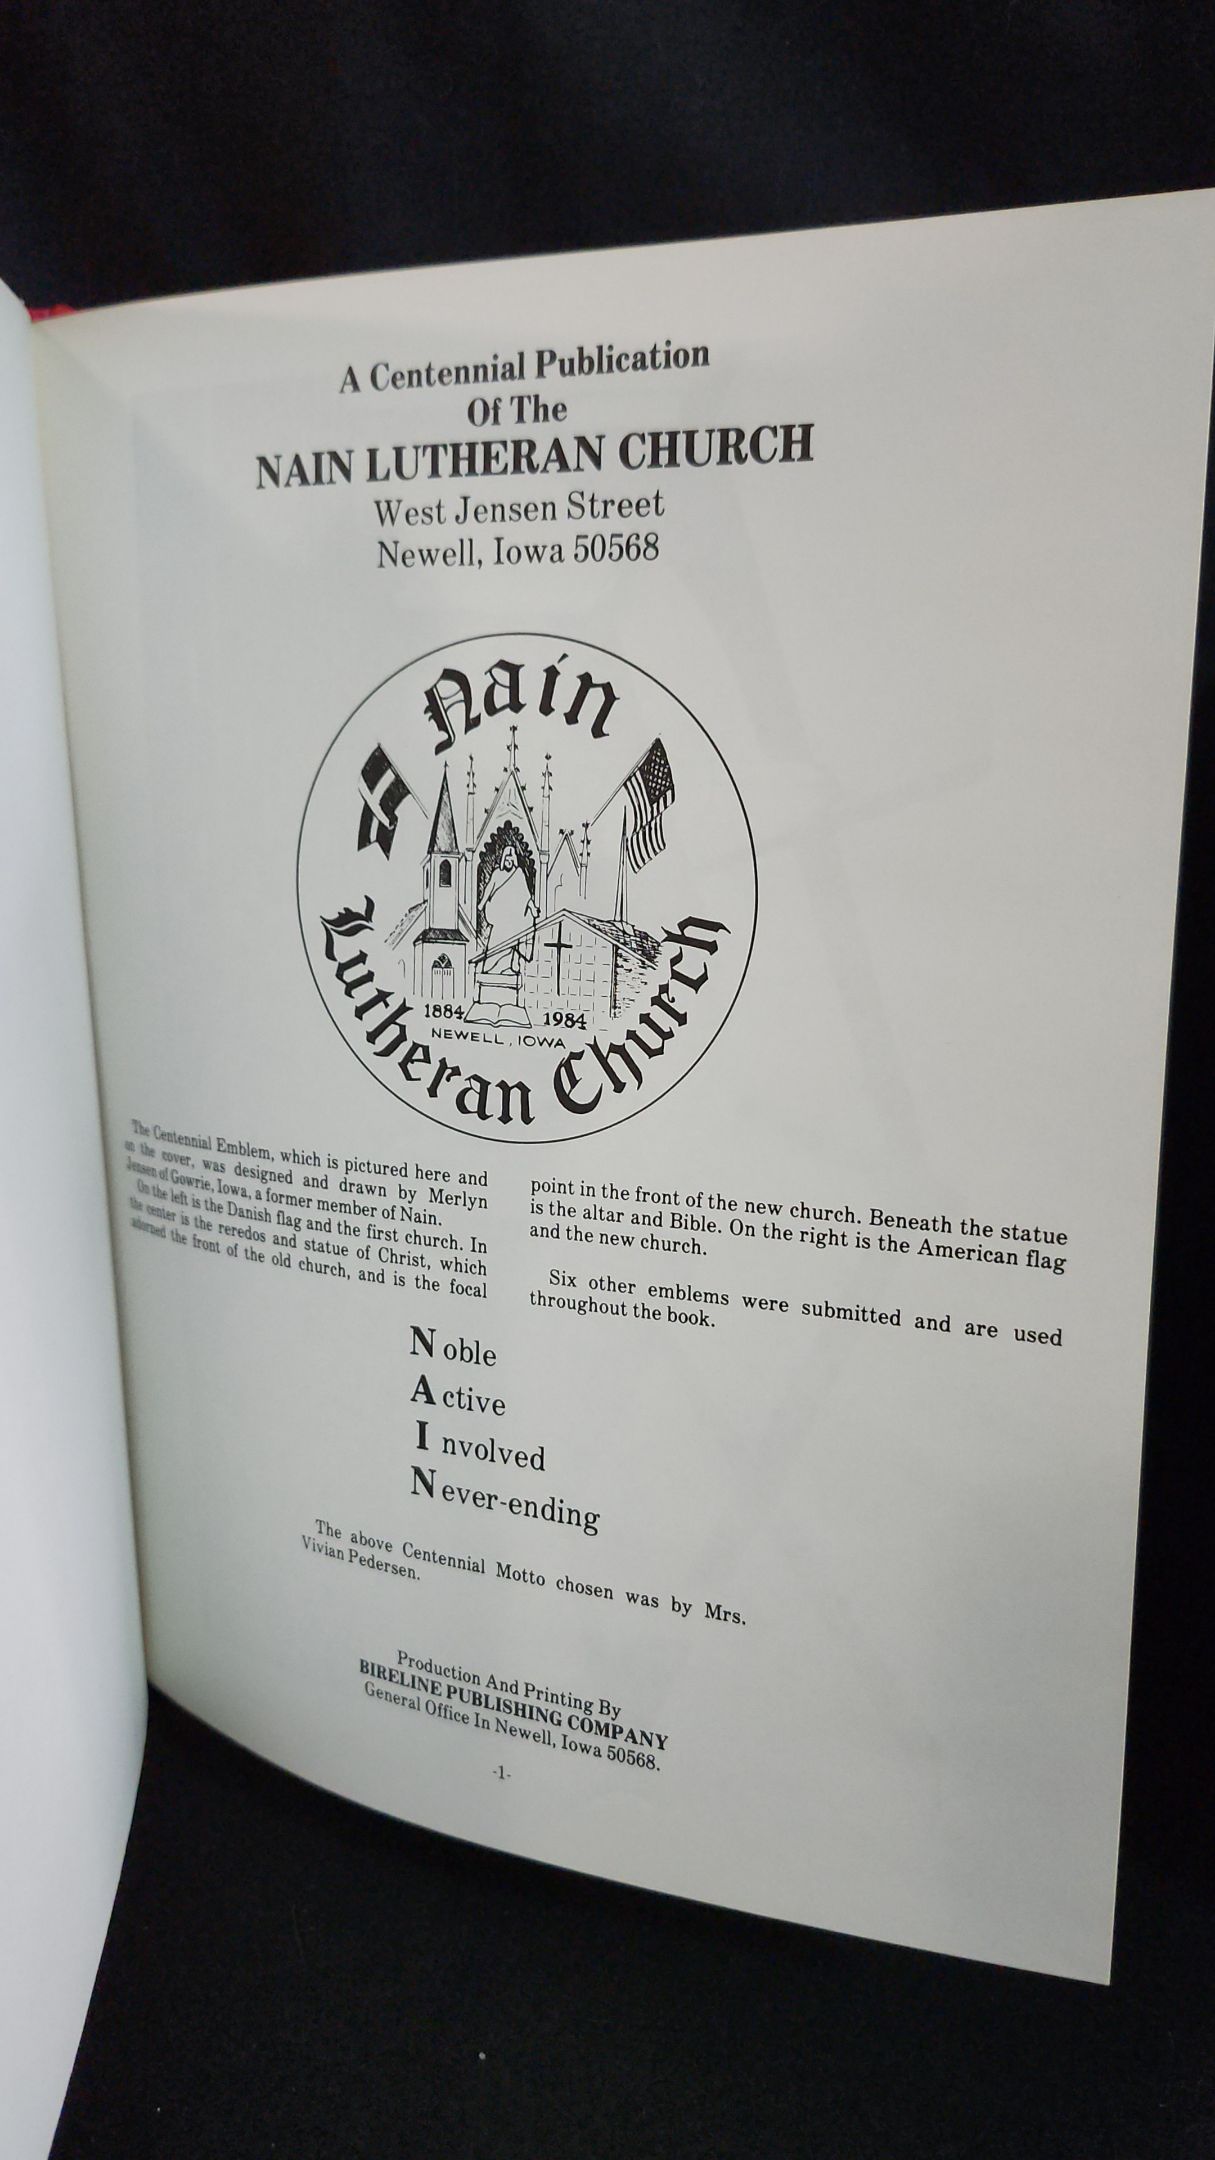 A Centennial Publication
Of The
NAIN LUTHERAN CHURCH
West Jensen Street
Newell, Iowa 50568
Nain
Lutheran Church
1884 1984
NEWELL, IOWA
The Centennial Emblem, which is pictured here and
on the cover, was designed and drawn by Merlyn
Jensen of Gowrie, Iowa, a former member of Nain.
On the left is the Danish flag and the first church. In
the center is the reredos and statue of Christ, which
adorned the front of the old church, and is the focal
point in the front of the new church. Beneath the statue
is the altar and Bible. On the right is the American flag
and the new church.
Six other emblems were submitted and are used
throughout the book.
Noble
Active
Involved
Never-ending
The above Centennial Motto chosen was by Mrs.
Vivian Pedersen.
Production And Printing By
BIRELINE PUBLISHING COMPANY
General Office In Newell, Iowa 50568.
-1-